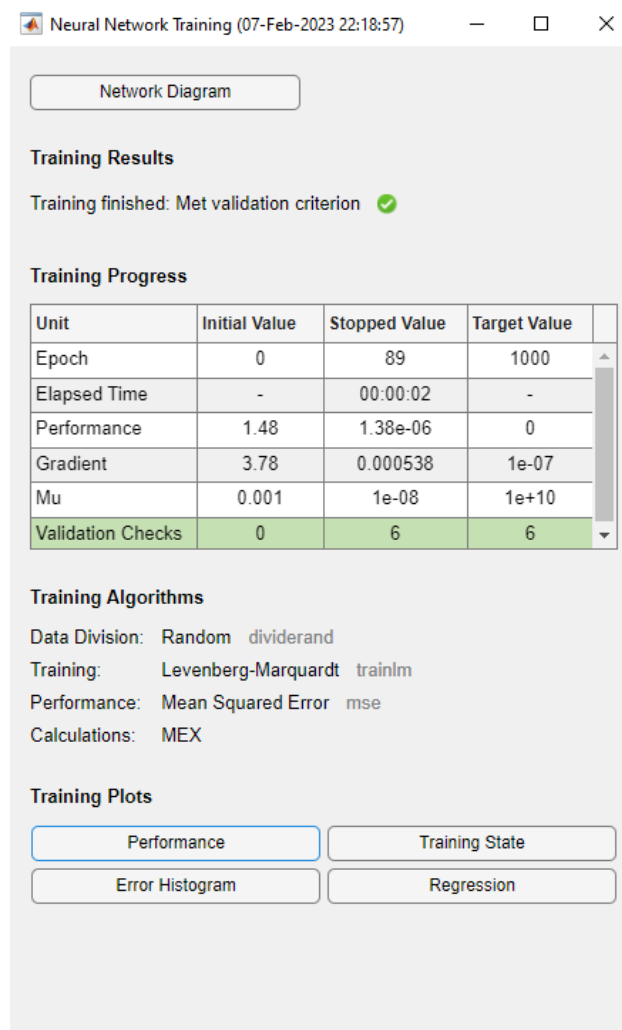 Neural Network Training (07-Feb-2023 22:18:57)
Network Diagram
Training Results
Training finished: Met validation criterion
Training Progress
Unit Initial Value Stopped Value Target Value
Epoch 0 89 1000
Elapsed Time - 00:00:02 -
Performance 1.48 1.38e-06 0
Gradient 3.78 0.000538 1e-07
Mu 0.001 1e-08 1e+10
Validation Checks 0 6 6
Training Algorithms
Data Division: Random dividerand
Training: Levenberg-Marquardt trainlm
Performance: Mean Squared Error mse
Calculations: MEX
Training Plots
Performance Training State
Error Histogram Regression